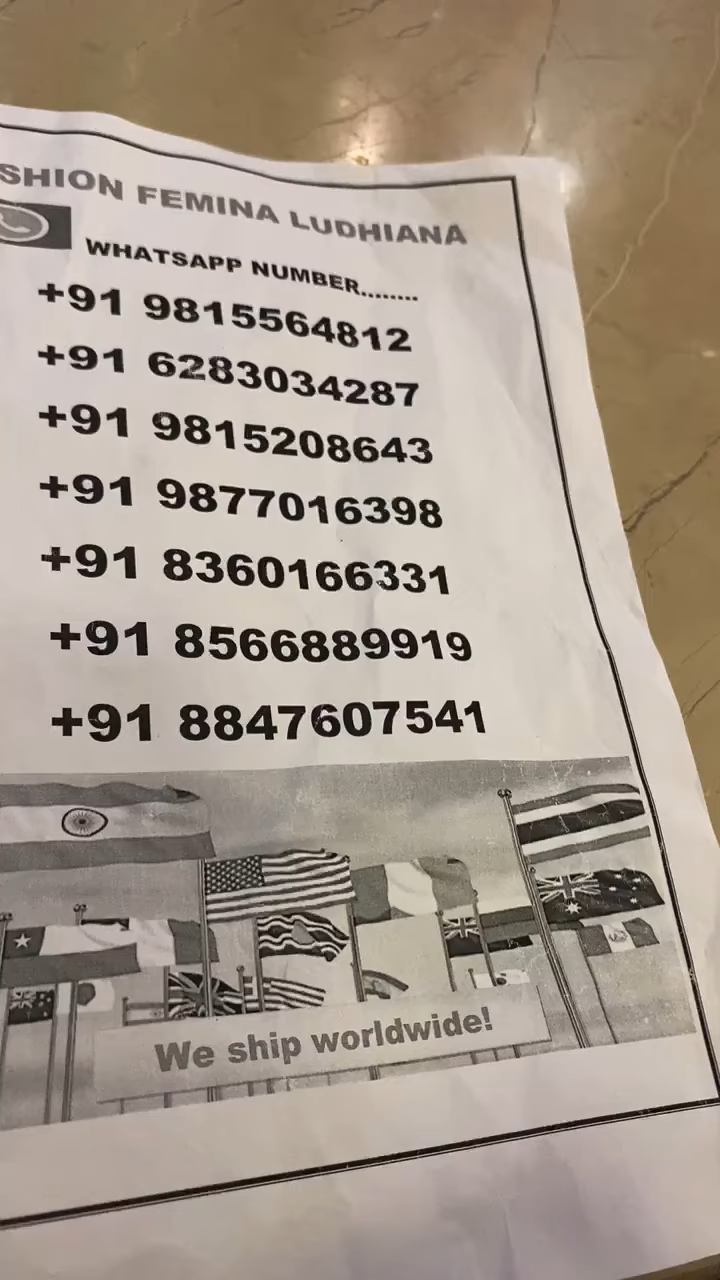 SHION FEMINA LUDHIANA
WHATSAPP NUMBER........
+91 9815564812
+91 6283034287
+91 9815208643
+91 9877016398
+91 8360166331
+91 8566889919
+91 8847607541
We ship worldwide!